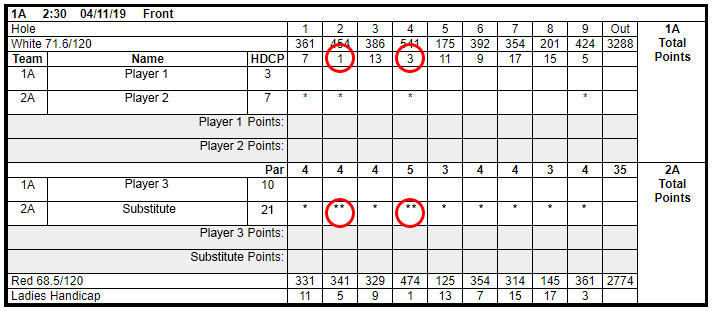 1A 2:30 04/11/19 Front
Hole 1 2 3 4 5 6 7 8 9 Out 1A Total Points
White 71.6/120 361 454 386 541 175 392 354 201 424 3288
Team Name HDCP 7 1 13 3 11 9 17 15 5
1A Player 1 3
2A Player 2 7 * * * *
Player 1 Points:
Player 2 Points:
Par 4 4 4 5 3 4 4 3 4 35 2A Total Points
1A Player 3 10
2A Substitute 21 * ** * ** * * * * *
Player 3 Points:
Substitute Points:
Red 68.5/120 331 341 329 474 125 354 314 145 361 2774
Ladies Handicap 11 5 9 1 13 7 15 17 3